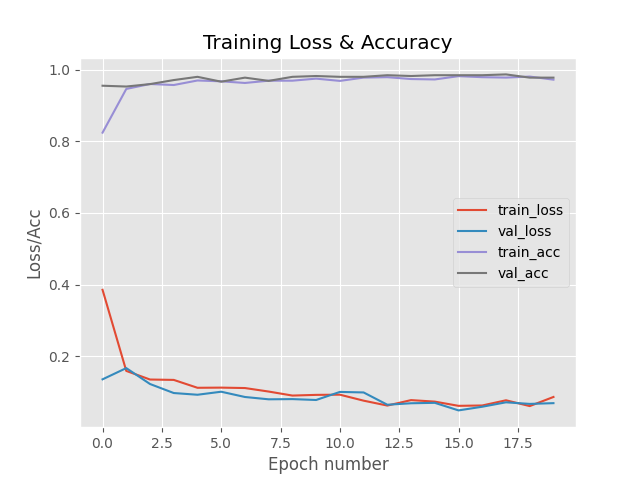 Training Loss & Accuracy
1.0
0.8
0.6
0.4
0.2
Loss/Acc
train_loss
val_loss
train_acc
val_acc
0.0 2.5 5.0 7.5 10.0 12.5 15.0 17.5
Epoch number